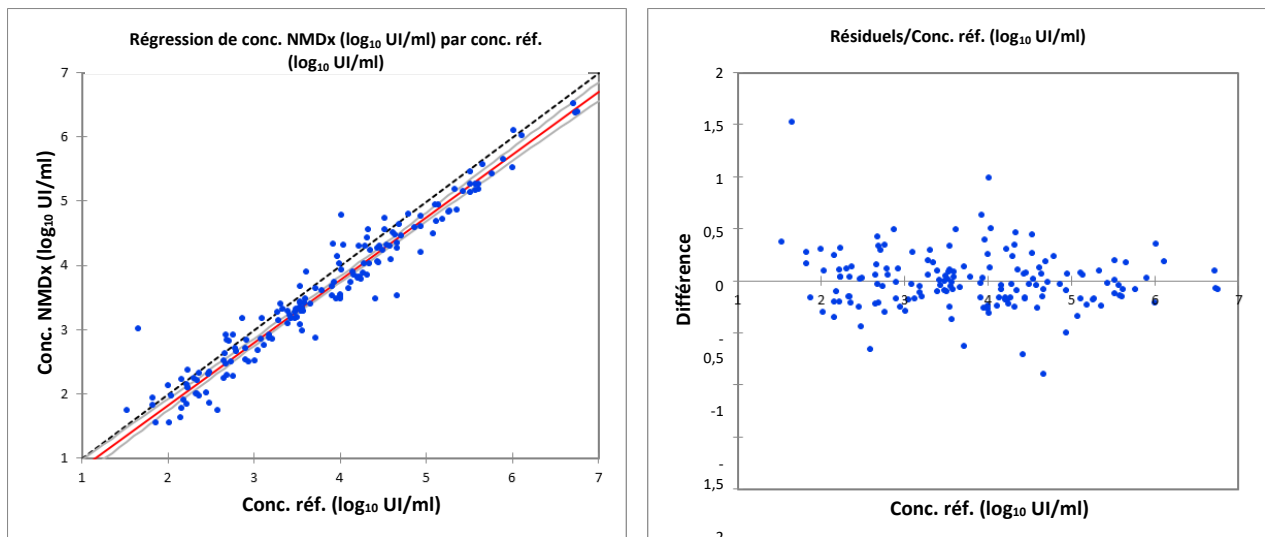 Régression de conc. NMDx (log₁₀ UI/ml) par conc. réf.
(log₁₀ UI/ml)
Conc. NMDx (log₁₀ UI/ml)
7
6
5
4
3
2
1
1 2 3 4 5 6 7
Conc. réf. (log₁₀ UI/ml)
Résiduels/Conc. réf. (log₁₀ UI/ml)
Différence
2
1,5
1
0,5
0
1 2 3 4 5 6 7
-
0,5
-1
-
1,5
Conc. réf. (log₁₀ UI/ml)
-2